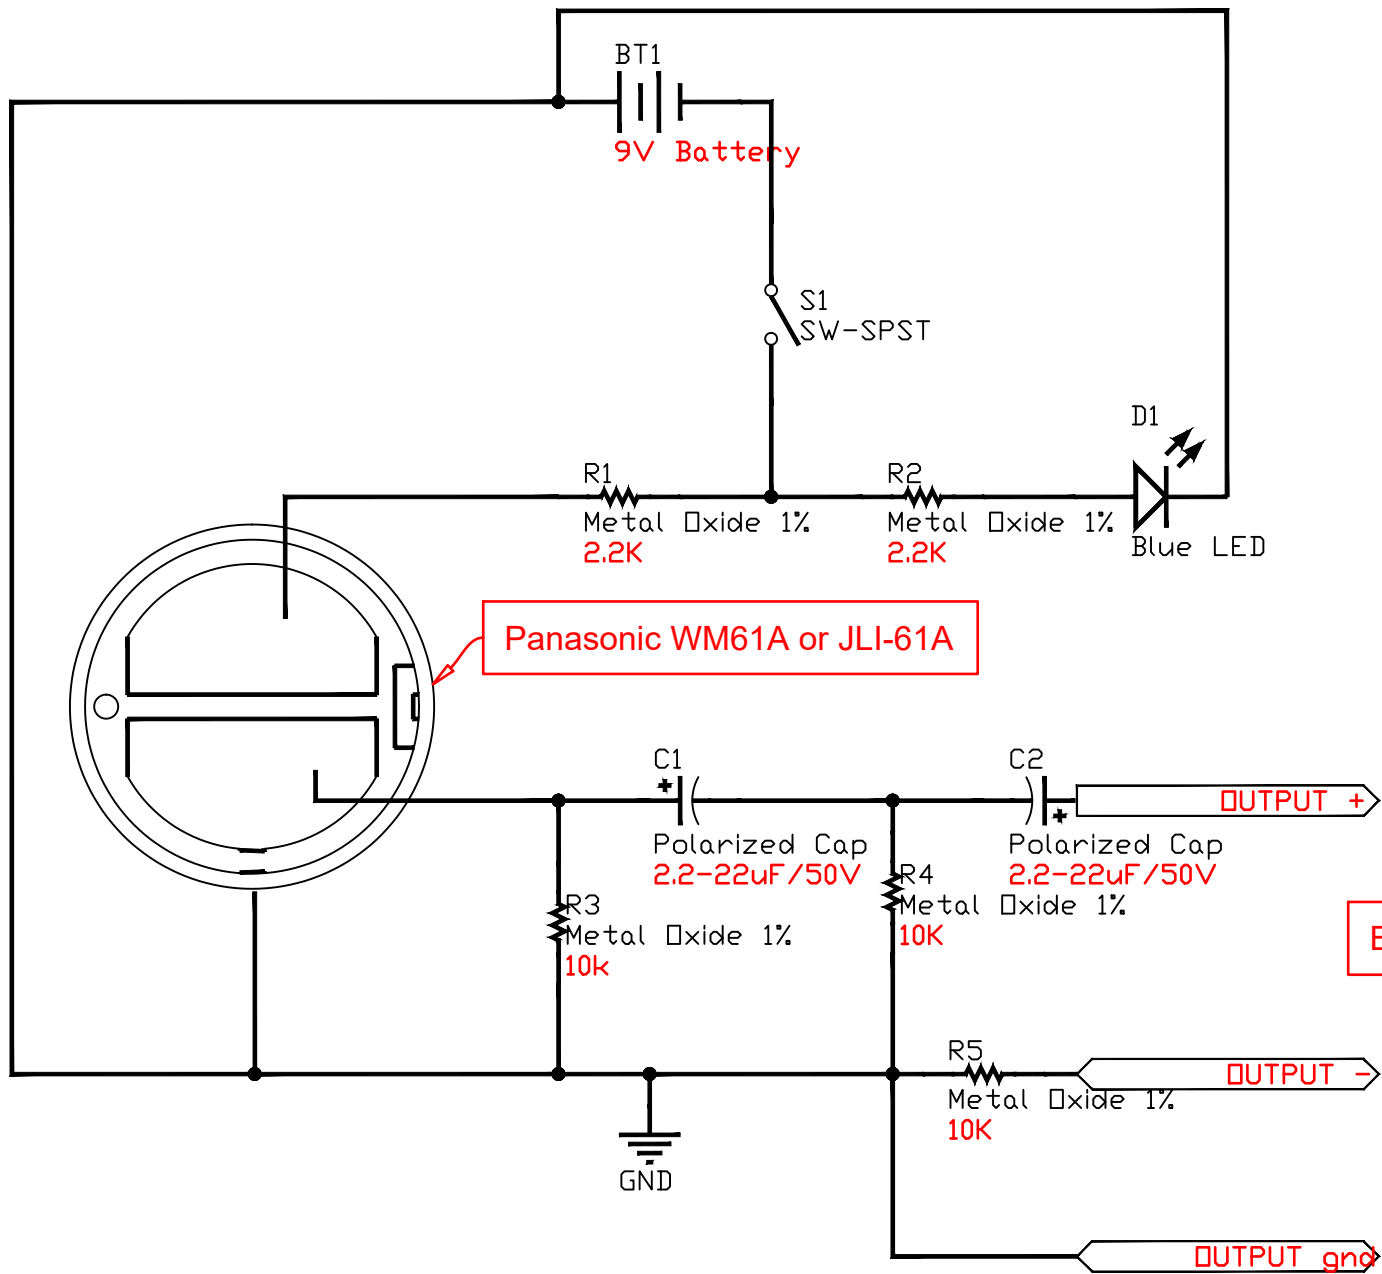 BT1
9V Battery
S1
SW-SPST
D1
R1
Metal Oxide 1%
2.2K
R2
Metal Oxide 1%
2.2K
Blue LED
Panasonic WM61A or JLI-61A
C1
+
Polarized Cap
2.2-22uF/50V
C2
+
Polarized Cap
2.2-22uF/50V
OUTPUT +
R3
Metal Oxide 1%
10k
R4
Metal Oxide 1%
10K
R5
Metal Oxide 1%
10K
OUTPUT -
GND
OUTPUT gnd